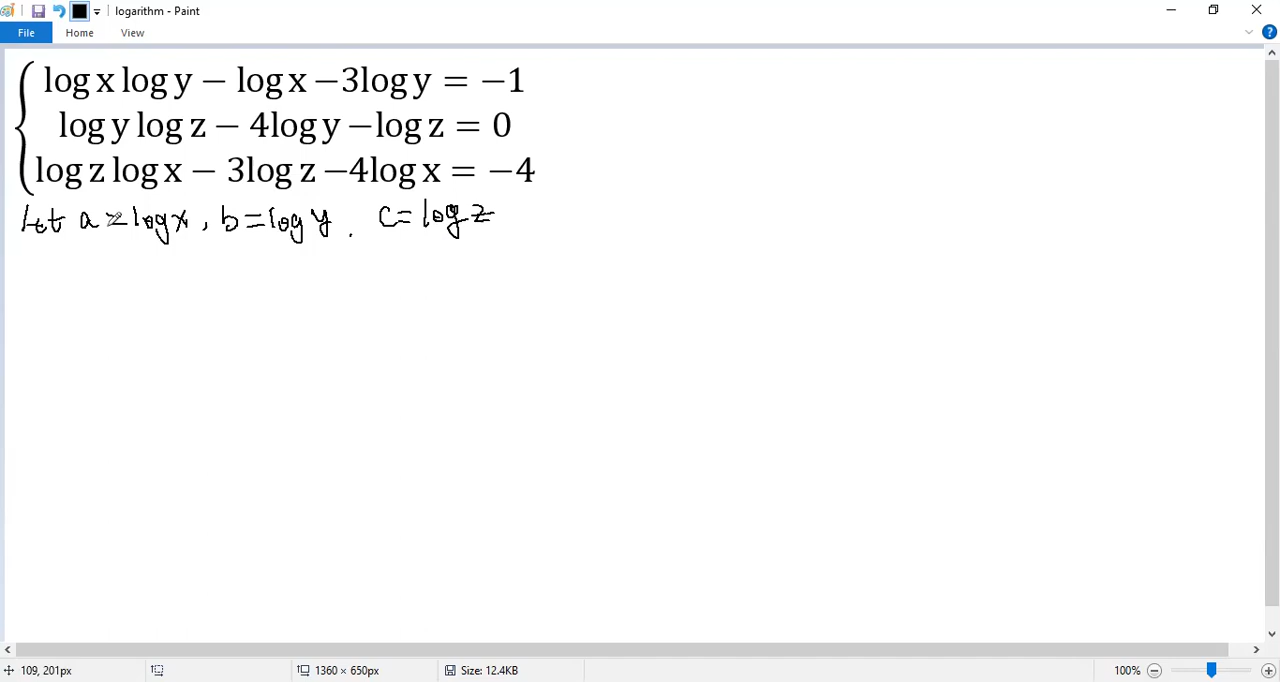 logarithm - Paint
File Home View
log x log y − log x −3log y = −1
log y log z − 4log y −log z = 0
log z log x − 3log z −4log x = −4
Let a = log x , b = log y . c = log z
109, 201px 1360 × 650px Size: 12.4KB 100%